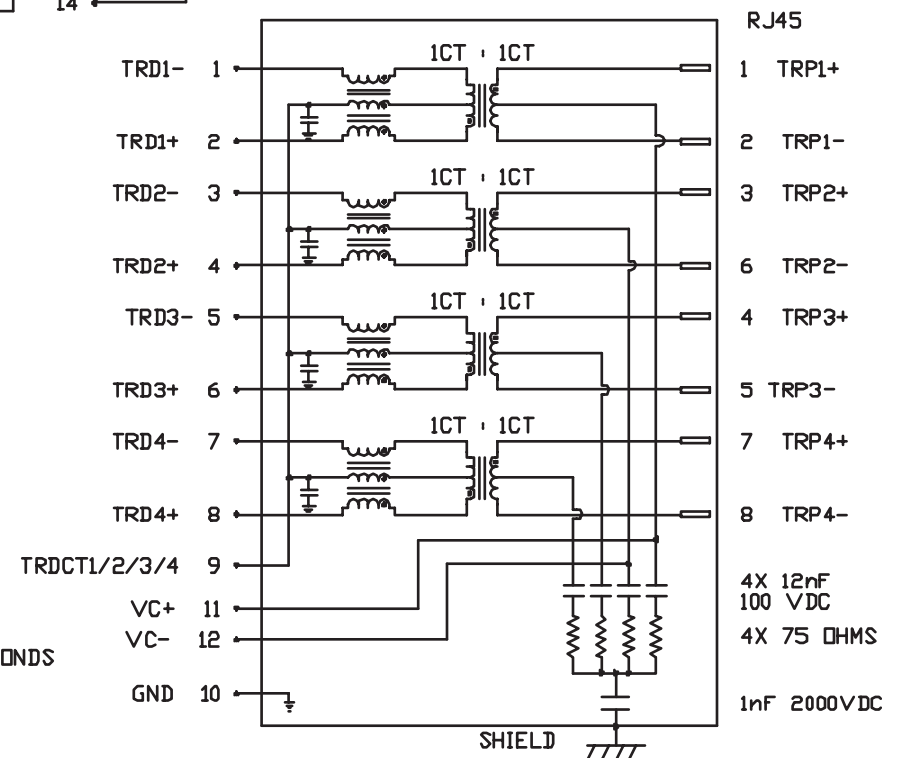 14
RJ45
1CT : 1CT
TRD1- 1
1 TRP1+
TRD1+ 2
2 TRP1-
1CT : 1CT
TRD2- 3
3 TRP2+
TRD2+ 4
6 TRP2-
1CT : 1CT
TRD3- 5
4 TRP3+
TRD3+ 6
5 TRP3-
1CT : 1CT
TRD4- 7
7 TRP4+
TRD4+ 8
8 TRP4-
TRDCT1/2/3/4 9
4X 12nF
100 VDC
VC+ 11
VC- 12
4X 75 OHMS
ONDS
GND 10
1nF 2000VDC
SHIELD